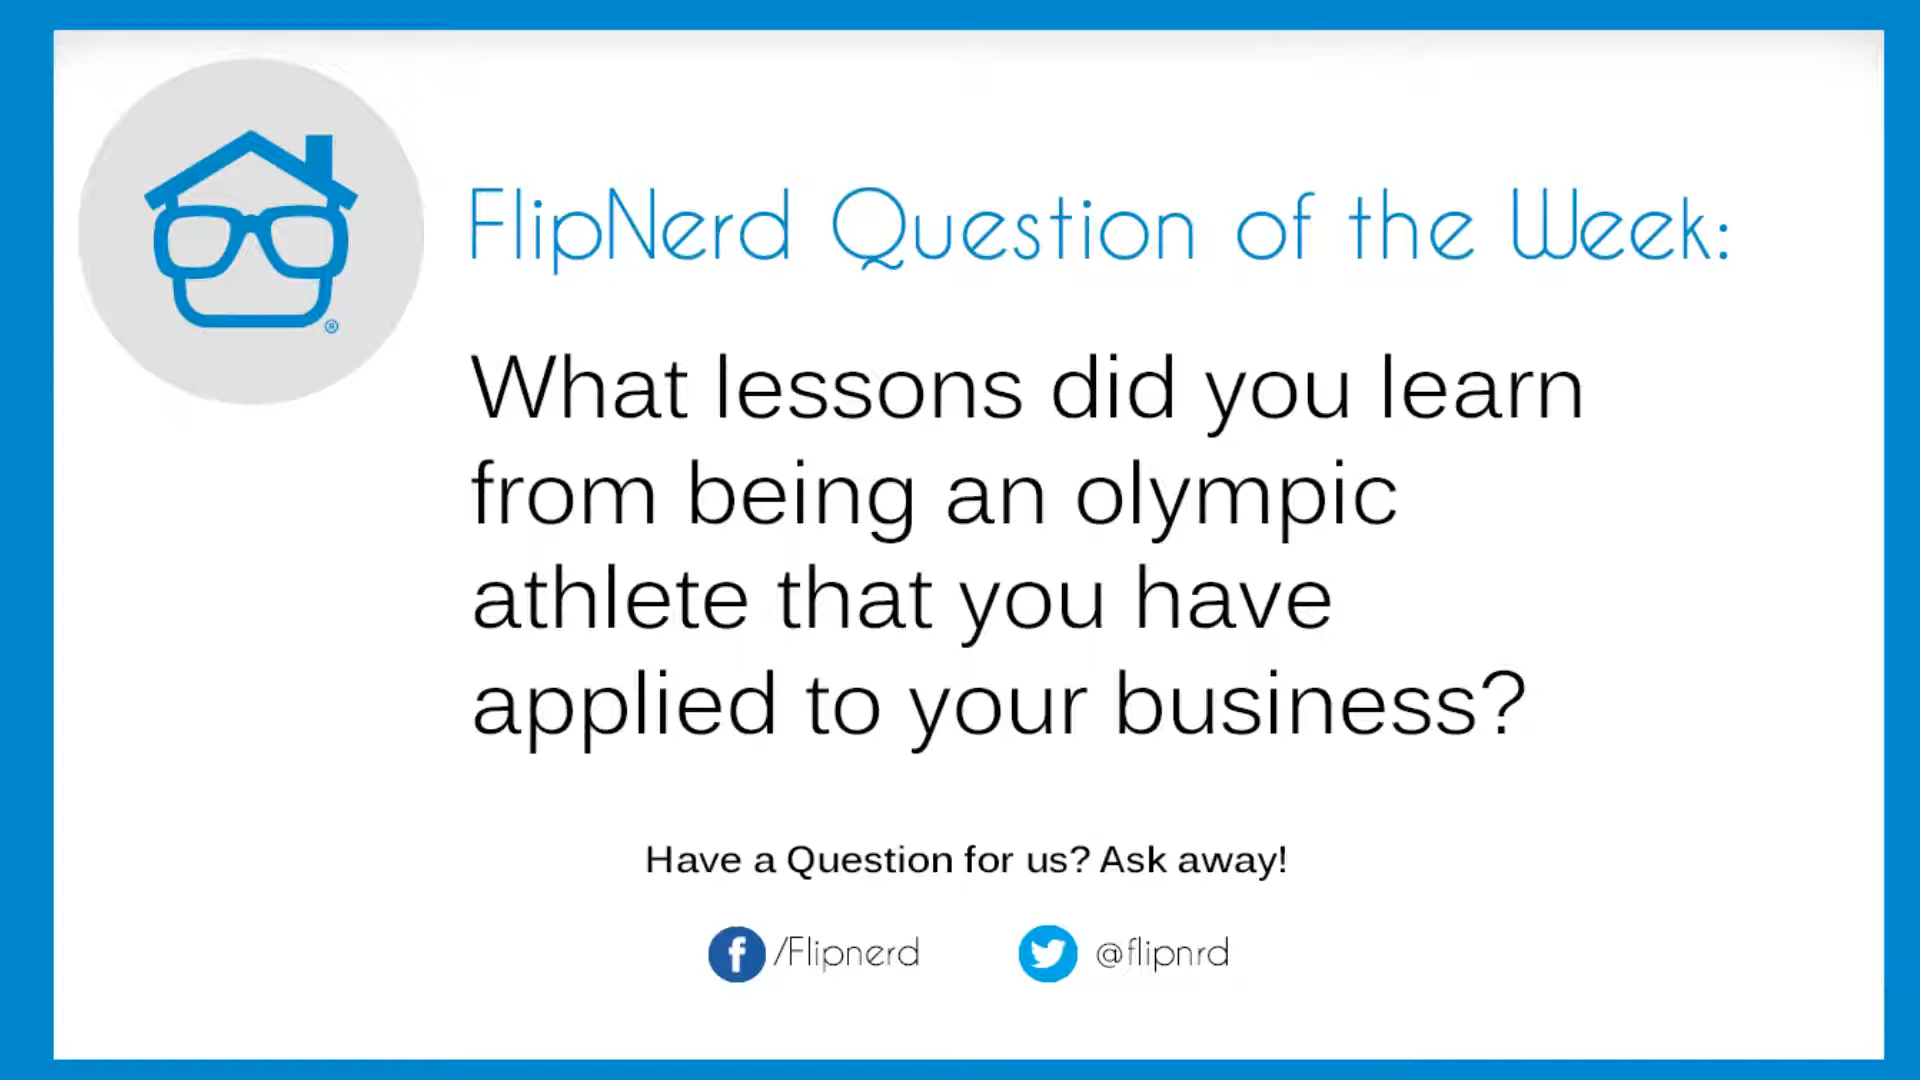 FlipNerd Question of the Week:
What lessons did you learn
from being an olympic
athlete that you have
applied to your business?
Have a Question for us? Ask away!
/Flipnerd @flipnrd